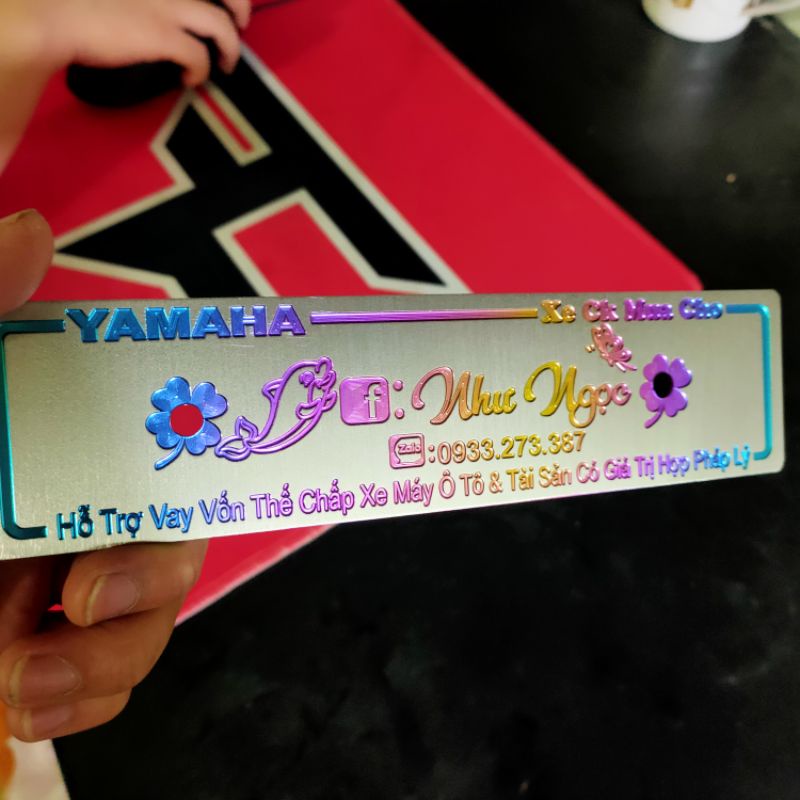 YAMAHA Xe Ck Mua Cho
f : Như Ngọc
Zalo :0933.273.387
Hỗ Trợ Vay Vốn Thế Chấp Xe Máy Ô Tô & Tài Sản Có Giá Trị Hợp Pháp Lý